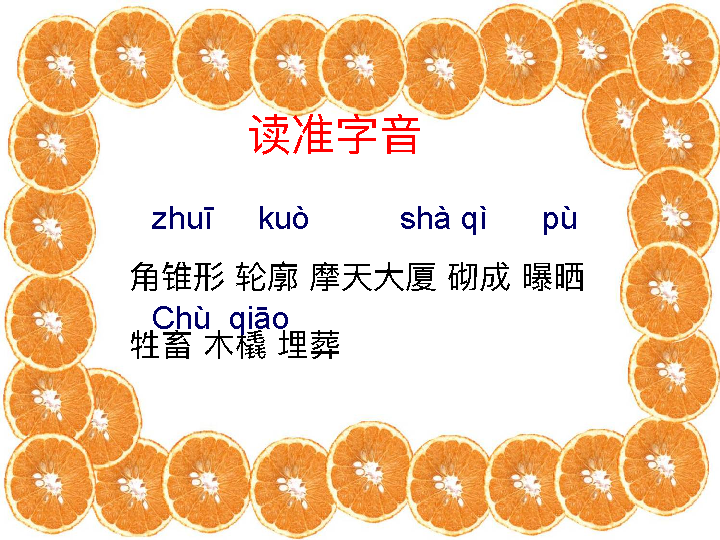 读准字音
zhuī kuò shà qì pù
角锥形 轮廓 摩天大厦 砌成 曝晒
Chù qiāo
牲畜 木橇 埋葬